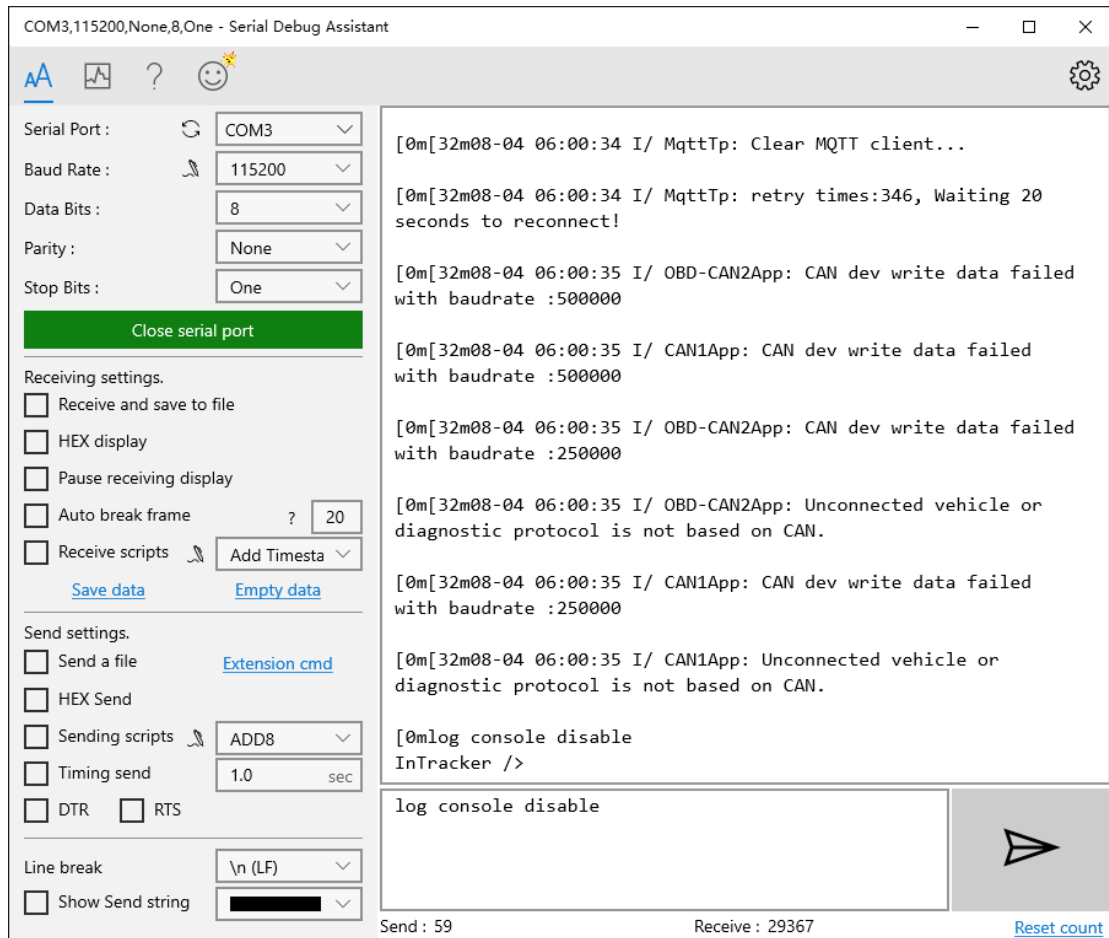 COM3,115200,None,8,One - Serial Debug Assistant
AA
?
Serial Port :
COM3
Baud Rate :
115200
Data Bits :
8
Parity :
None
Stop Bits :
One
Close serial port
Receiving settings.
Receive and save to file
HEX display
Pause receiving display
Auto break frame
?
20
Receive scripts
Add Timesta
Save data
Empty data
Send settings.
Send a file
Extension cmd
HEX Send
Sending scripts
ADD8
Timing send
1.0
sec
DTR
RTS
Line break
\n (LF)
Show Send string
[0m[32m08-04 06:00:34 I/ MqttTp: Clear MQTT client...
[0m[32m08-04 06:00:34 I/ MqttTp: retry times:346, Waiting 20
seconds to reconnect!
[0m[32m08-04 06:00:35 I/ OBD-CAN2App: CAN dev write data failed
with baudrate :500000
[0m[32m08-04 06:00:35 I/ CAN1App: CAN dev write data failed
with baudrate :500000
[0m[32m08-04 06:00:35 I/ OBD-CAN2App: CAN dev write data failed
with baudrate :250000
[0m[32m08-04 06:00:35 I/ OBD-CAN2App: Unconnected vehicle or
diagnostic protocol is not based on CAN.
[0m[32m08-04 06:00:35 I/ CAN1App: CAN dev write data failed
with baudrate :250000
[0m[32m08-04 06:00:35 I/ CAN1App: Unconnected vehicle or
diagnostic protocol is not based on CAN.
[0mlog console disable
InTracker />
log console disable
Send : 59
Receive : 29367
Reset count